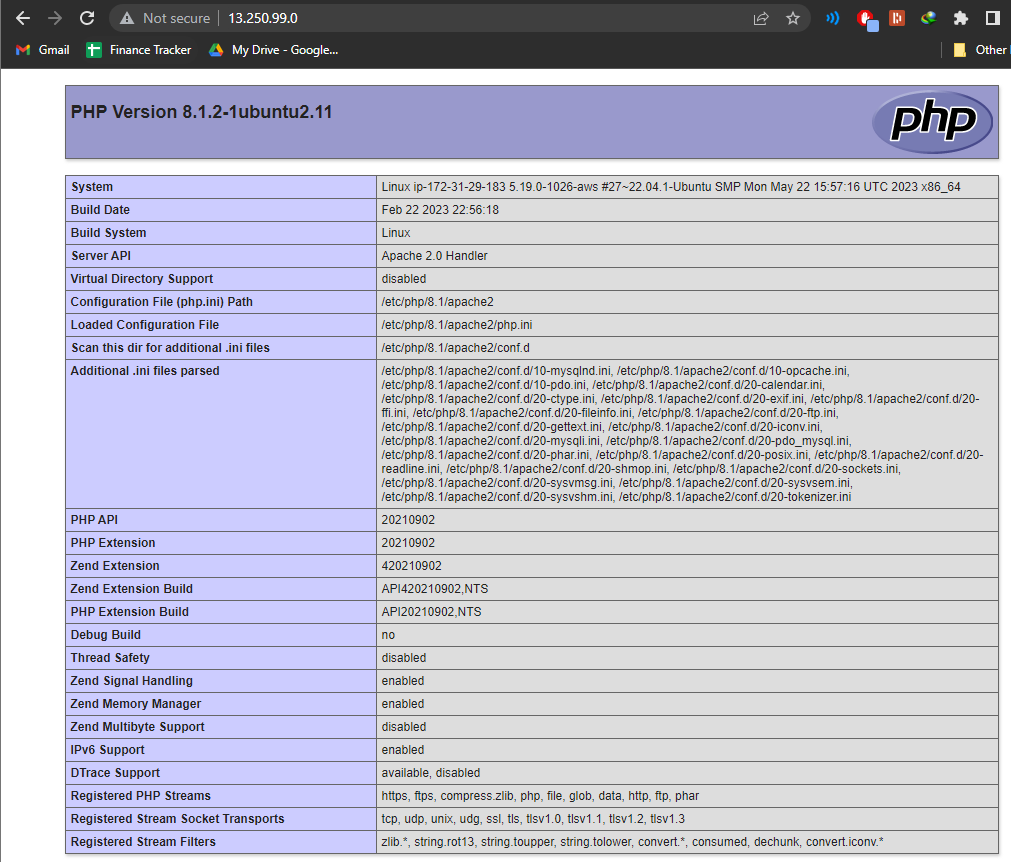 Not secure 13.250.99.0
Gmail Finance Tracker My Drive - Google... Other
PHP Version 8.1.2-1ubuntu2.11 php
System Linux ip-172-31-29-183 5.19.0-1026-aws #27~22.04.1-Ubuntu SMP Mon May 22 15:57:16 UTC 2023 x86_64
Build Date Feb 22 2023 22:56:18
Build System Linux
Server API Apache 2.0 Handler
Virtual Directory Support disabled
Configuration File (php.ini) Path /etc/php/8.1/apache2
Loaded Configuration File /etc/php/8.1/apache2/php.ini
Scan this dir for additional .ini files /etc/php/8.1/apache2/conf.d
Additional .ini files parsed /etc/php/8.1/apache2/conf.d/10-mysqlnd.ini, /etc/php/8.1/apache2/conf.d/10-opcache.ini,
/etc/php/8.1/apache2/conf.d/10-pdo.ini, /etc/php/8.1/apache2/conf.d/20-calendar.ini,
/etc/php/8.1/apache2/conf.d/20-ctype.ini, /etc/php/8.1/apache2/conf.d/20-exif.ini, /etc/php/8.1/apache2/conf.d/20-
ffi.ini, /etc/php/8.1/apache2/conf.d/20-fileinfo.ini, /etc/php/8.1/apache2/conf.d/20-ftp.ini,
/etc/php/8.1/apache2/conf.d/20-gettext.ini, /etc/php/8.1/apache2/conf.d/20-iconv.ini,
/etc/php/8.1/apache2/conf.d/20-mysqli.ini, /etc/php/8.1/apache2/conf.d/20-pdo_mysql.ini,
/etc/php/8.1/apache2/conf.d/20-phar.ini, /etc/php/8.1/apache2/conf.d/20-posix.ini, /etc/php/8.1/apache2/conf.d/20-
readline.ini, /etc/php/8.1/apache2/conf.d/20-shmop.ini, /etc/php/8.1/apache2/conf.d/20-sockets.ini,
/etc/php/8.1/apache2/conf.d/20-sysvmsg.ini, /etc/php/8.1/apache2/conf.d/20-sysvsem.ini,
/etc/php/8.1/apache2/conf.d/20-sysvshm.ini, /etc/php/8.1/apache2/conf.d/20-tokenizer.ini
PHP API 20210902
PHP Extension 20210902
Zend Extension 420210902
Zend Extension Build API420210902,NTS
PHP Extension Build API20210902,NTS
Debug Build no
Thread Safety disabled
Zend Signal Handling enabled
Zend Memory Manager enabled
Zend Multibyte Support disabled
IPv6 Support enabled
DTrace Support available, disabled
Registered PHP Streams https, ftps, compress.zlib, php, file, glob, data, http, ftp, phar
Registered Stream Socket Transports tcp, udp, unix, udg, ssl, tls, tlsv1.0, tlsv1.1, tlsv1.2, tlsv1.3
Registered Stream Filters zlib.*, string.rot13, string.toupper, string.tolower, convert.*, consumed, dechunk, convert.iconv.*